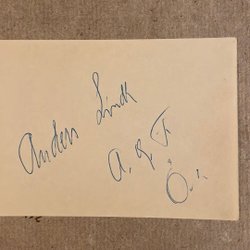 Anders Lindh
A. G. F.
Ö. s.